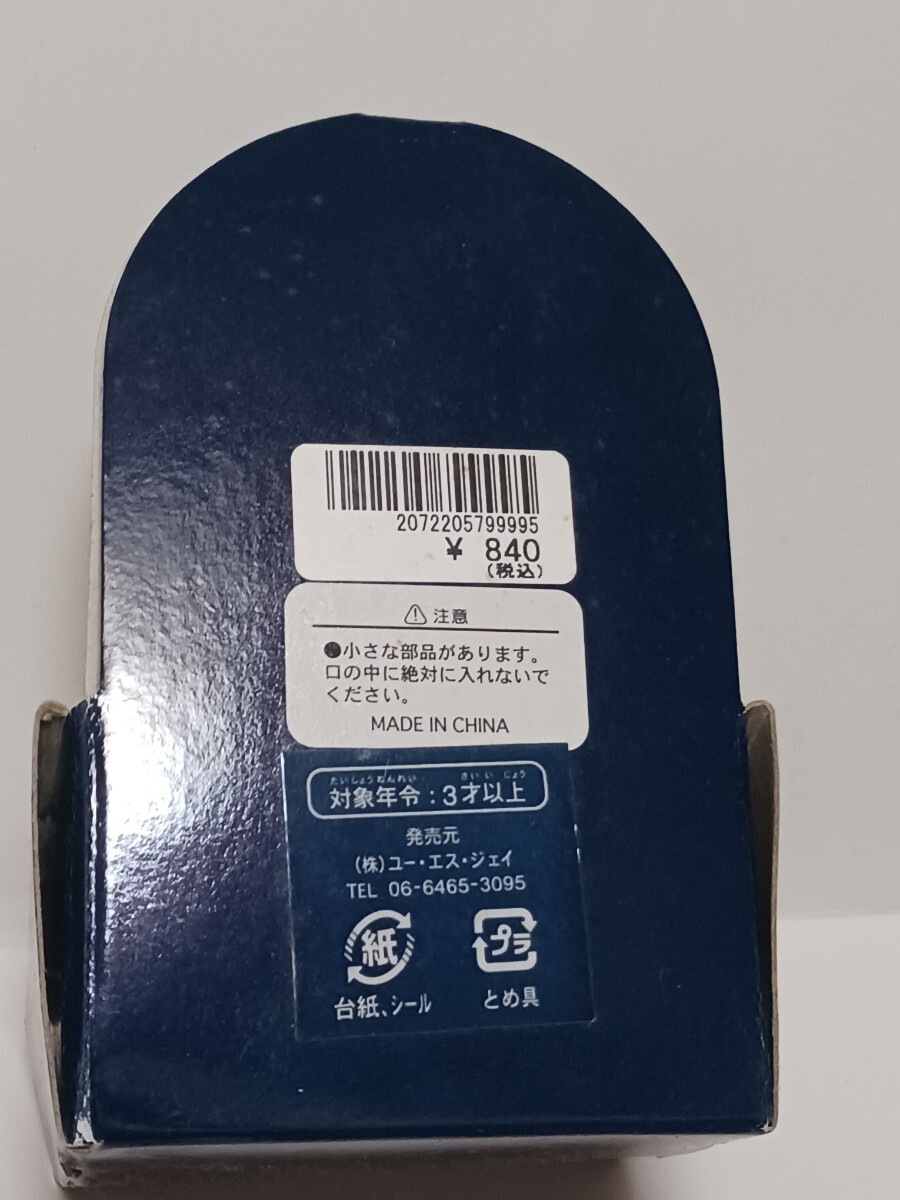 2072205799995
¥ 840
(税込)
⚠ 注意
●小さな部品があります。
口の中に絶対に入れないで
ください。
MADE IN CHINA
たいしょうねんれい さいいじょう
対象年令:3才以上
発売元
(株)ユー・エス・ジェイ
TEL 06-6465-3095
紙 プラ
台紙、シール とめ具